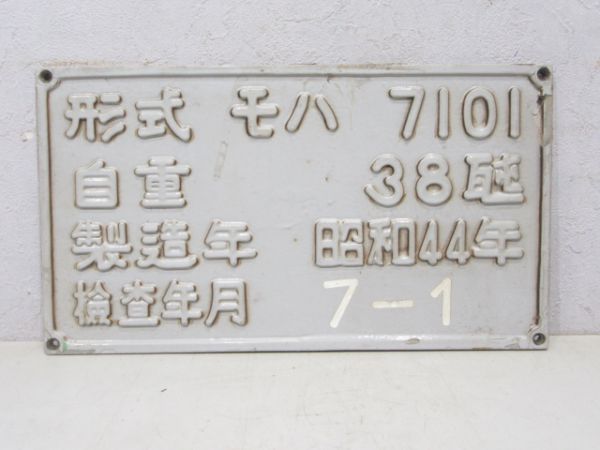 形式 モハ 7101
自重 38瓲
製造年 昭和44年
検査年月 7-1